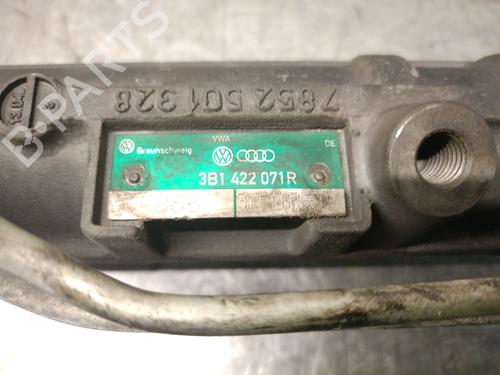 7852 501 328
VWA
DE
Braunschweig
3B1 422 071R
B-PARTS